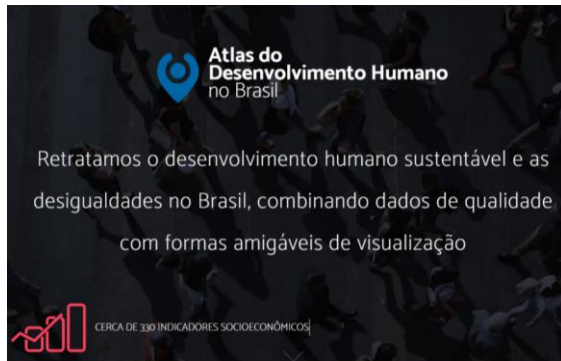 Atlas do
Desenvolvimento Humano
no Brasil
Retratamos o desenvolvimento humano sustentável e as
desigualdades no Brasil, combinando dados de qualidade
com formas amigáveis de visualização
CERCA DE 330 INDICADORES SOCIOECONÔMICOS